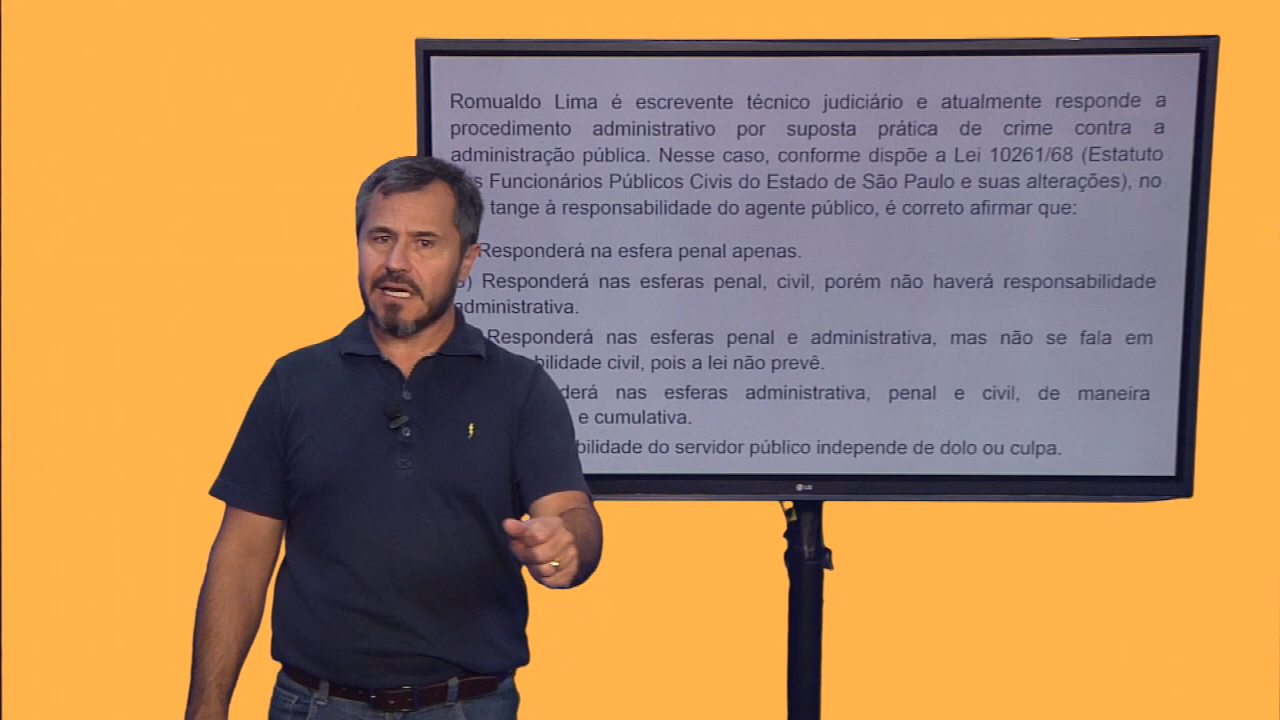 Romualdo Lima é escrevente técnico judiciário e atualmente responde a
procedimento administrativo por suposta prática de crime contra a
administração pública. Nesse caso, conforme dispõe a Lei 10261/68 (Estatuto
Funcionários Públicos Civis do Estado de São Paulo e suas alterações), no
tange à responsabilidade do agente público, é correto afirmar que:
Responderá na esfera penal apenas.
) Responderá nas esferas penal, civil, porém não haverá responsabilidade
administrativa.
Responderá nas esferas penal e administrativa, mas não se fala em
bilidade civil, pois a lei não prevê.
derá nas esferas administrativa, penal e civil, de maneira
e cumulativa.
bilidade do servidor público independe de dolo ou culpa.
LG